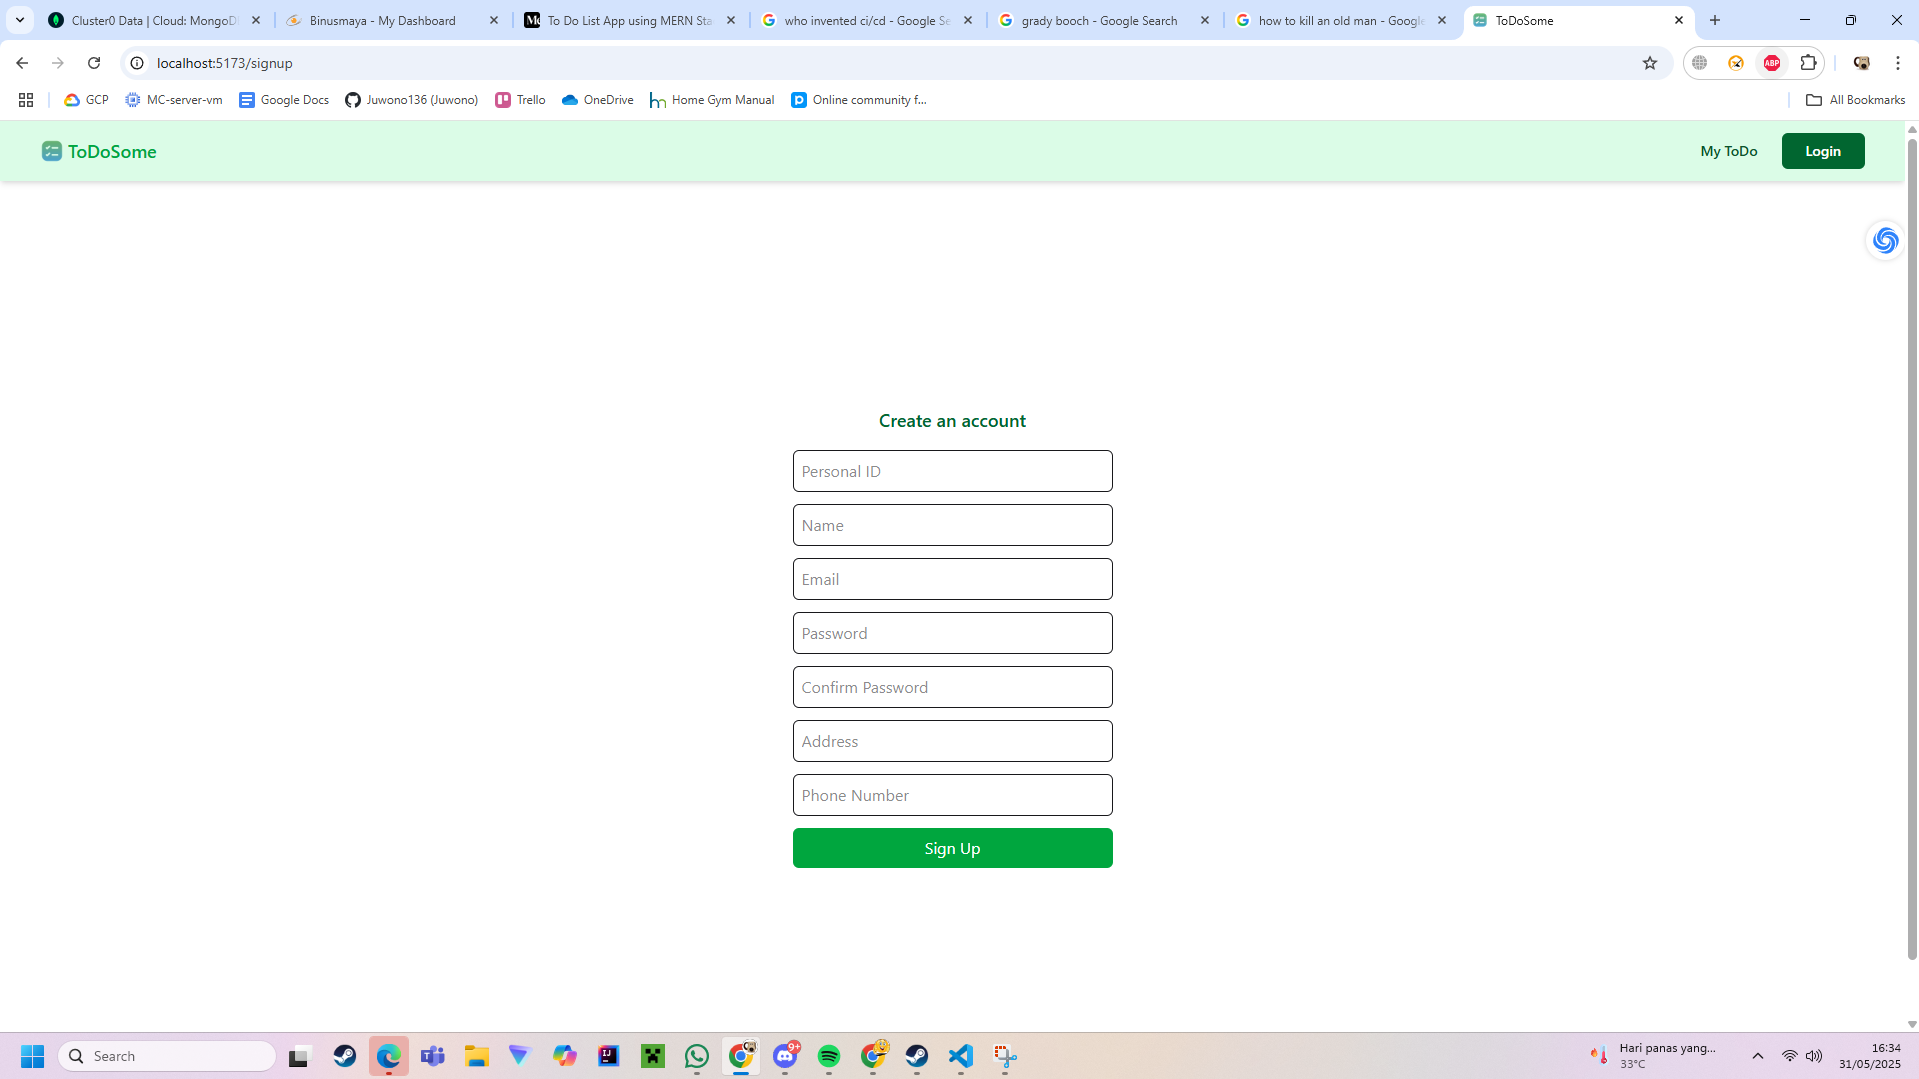 Cluster0 Data | Cloud: MongoD
Binusmaya - My Dashboard
To Do List App using MERN Sta
who invented ci/cd - Google Se
grady booch - Google Search
how to kill an old man - Google
ToDoSome
localhost:5173/signup
ABP
GCP
MC-server-vm
Google Docs
Juwono136 (Juwono)
Trello
OneDrive
Home Gym Manual
Online community f...
All Bookmarks
ToDoSome
My ToDo
Login
Create an account
Personal ID
Name
Email
Password
Confirm Password
Address
Phone Number
Sign Up
Search
9+
Hari panas yang...
33°C
16:34
31/05/2025